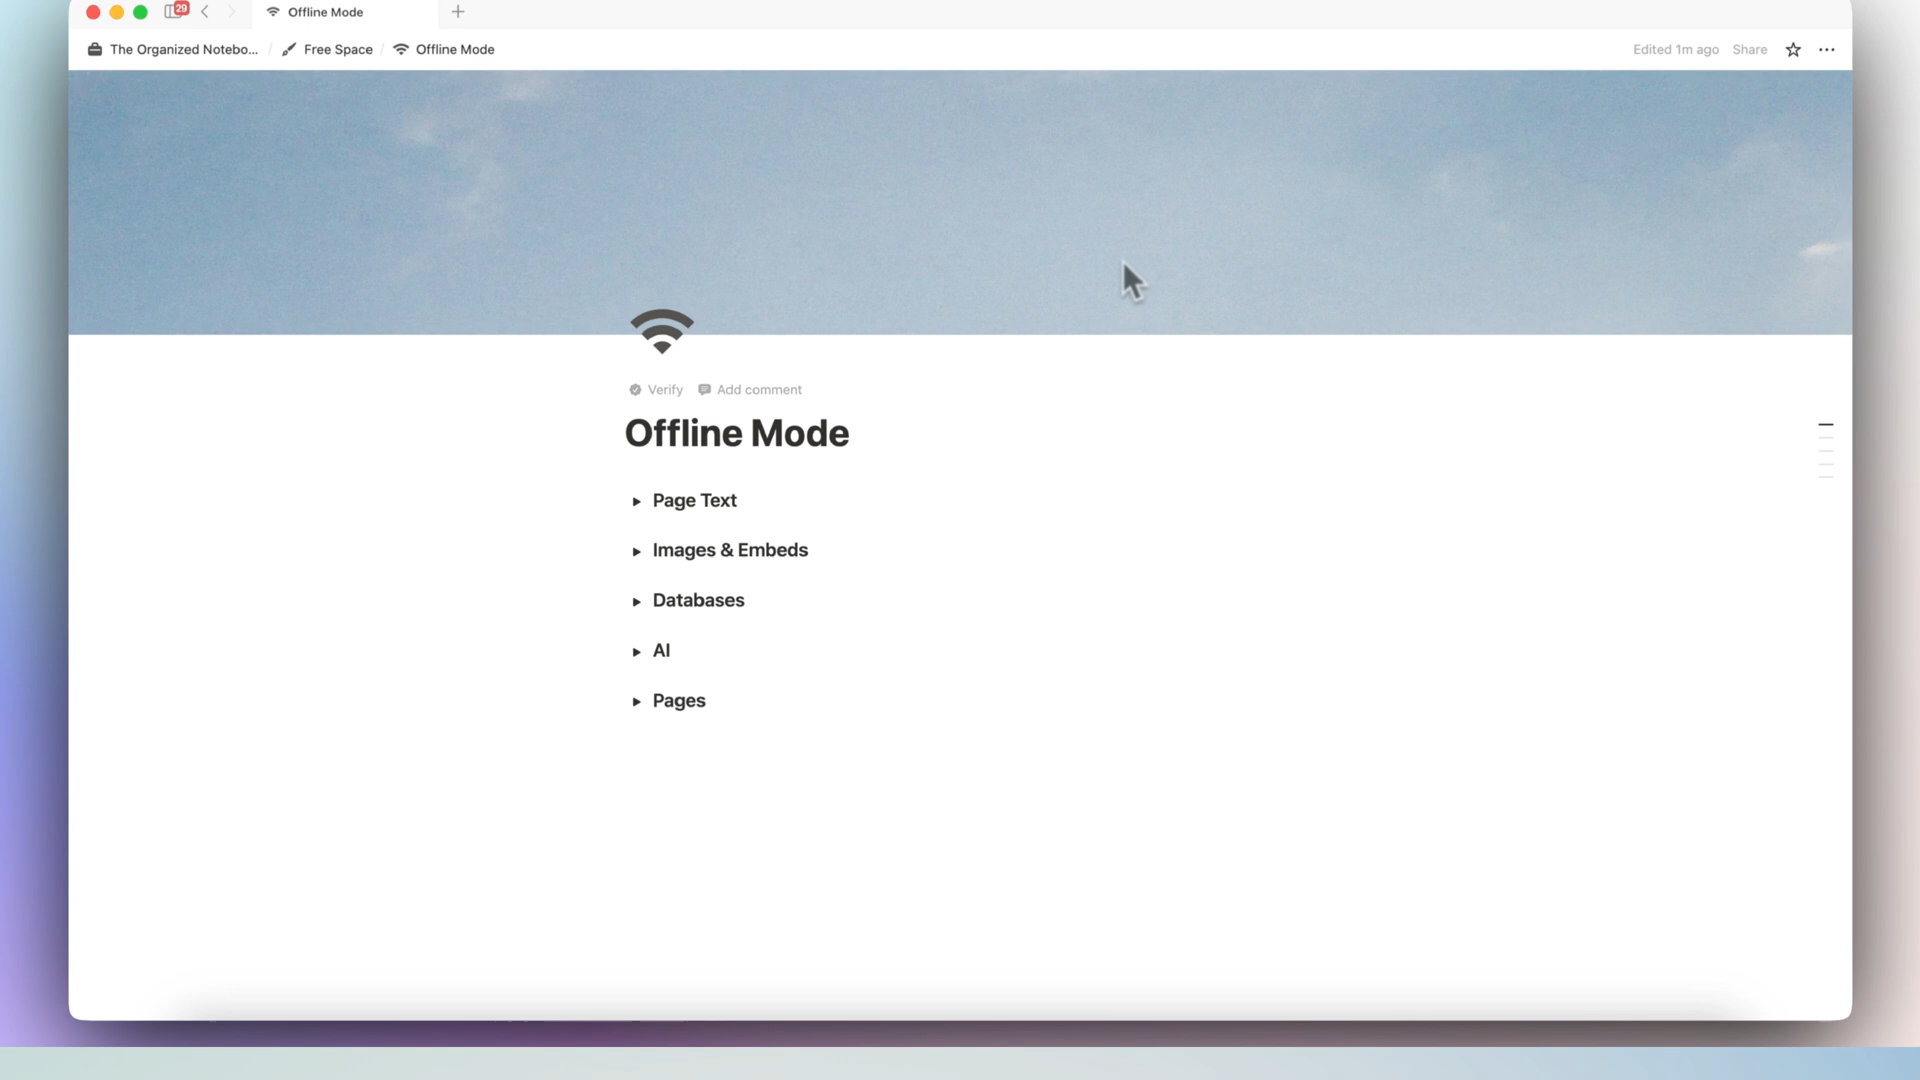 29
Offline Mode
The Organized Notebo... / Free Space / Offline Mode
Edited 1m ago Share
Verify Add comment
Offline Mode
Page Text
Images & Embeds
Databases
AI
Pages